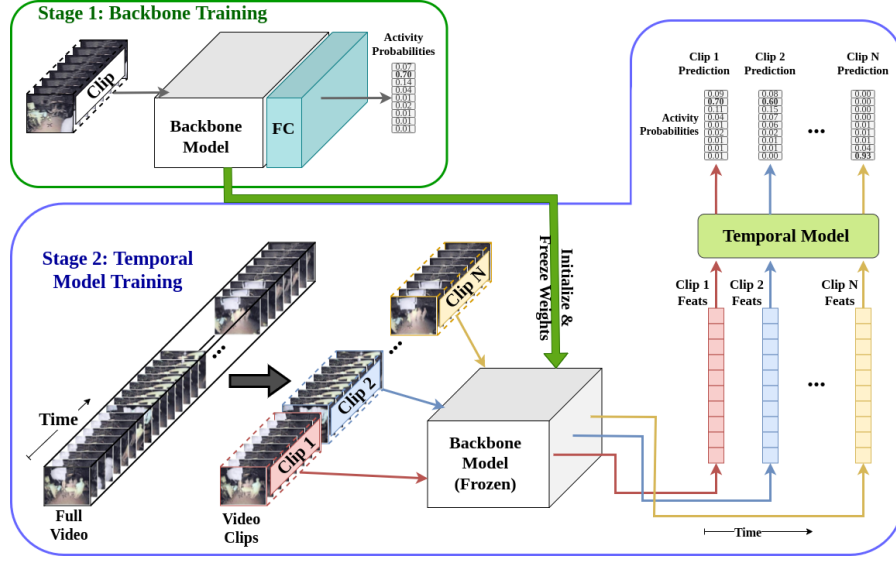 Stage 1: Backbone Training
Clip
Backbone
Model
FC
Activity
Probabilities
0.07
0.70
0.14
0.04
0.01
0.02
0.01
0.01
0.01
Initialize &
Freeze Weights
Stage 2: Temporal
Model Training
Time
Full
Video
Clip 1
Clip 2
...
Clip N
Video
Clips
Backbone
Model
(Frozen)
Clip 1
Prediction
Clip 2
Prediction
Clip N
Prediction
Activity
Probabilities
0.09
0.70
0.11
0.04
0.01
0.02
0.01
0.01
0.01
0.08
0.60
0.15
0.07
0.06
0.02
0.01
0.01
0.00
...
0.00
0.00
0.00
0.00
0.01
0.01
0.01
0.04
0.93
Temporal Model
Clip 1
Feats
Clip 2
Feats
Clip N
Feats
...
Time